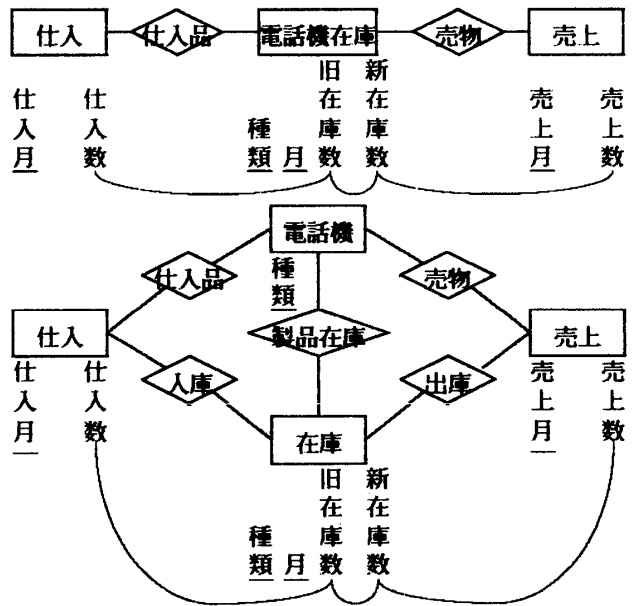 仕入 仕入品 電話機在庫 売物 売上
仕入月 仕入数 種類 月 旧在庫数 新在庫数 売上月 売上数
電話機
仕入品 種類 売物
仕入 製品在庫 売上
仕入月 仕入数 入庫 出庫 売上月 売上数
在庫
種類 月 旧在庫数 新在庫数